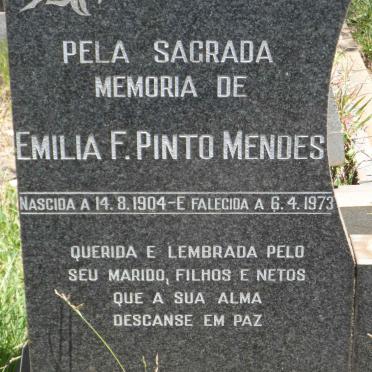 PELA SAGRADA
MEMORIA DE
EMILIA F. PINTO MENDES
NASCIDA A 14.8.1904-E FALECIDA A 6.4.1973
QUERIDA E LEMBRADA PELO
SEU MARIDO, FILHOS E NETOS
QUE A SUA ALMA
DESCANSE EM PAZ